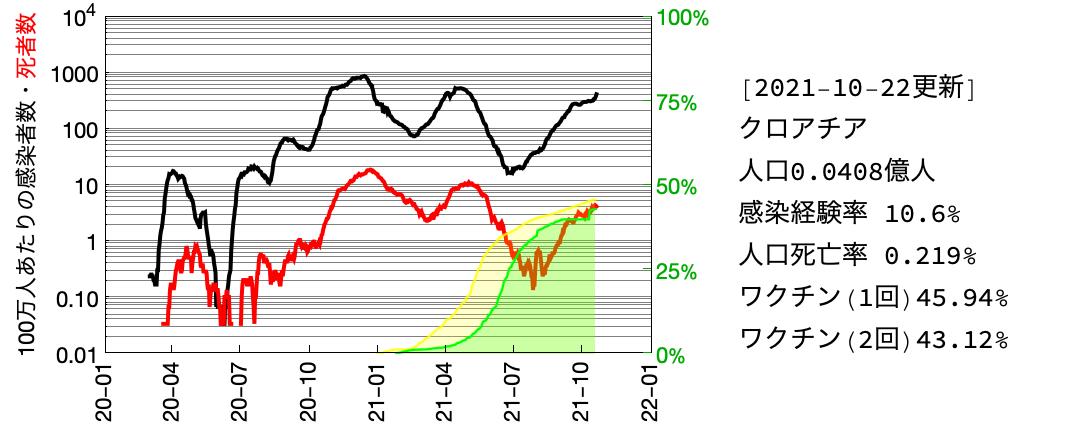 100万人あたりの感染者数・死者数
10^4
1000
100
10
1
0.10
0.01
100%
75%
50%
25%
0%
20-01
20-04
20-07
20-10
21-01
21-04
21-07
21-10
22-01
[2021-10-22更新]
クロアチア
人口0.0408億人
感染経験率 10.6%
人口死亡率 0.219%
ワクチン(1回)45.94%
ワクチン(2回)43.12%